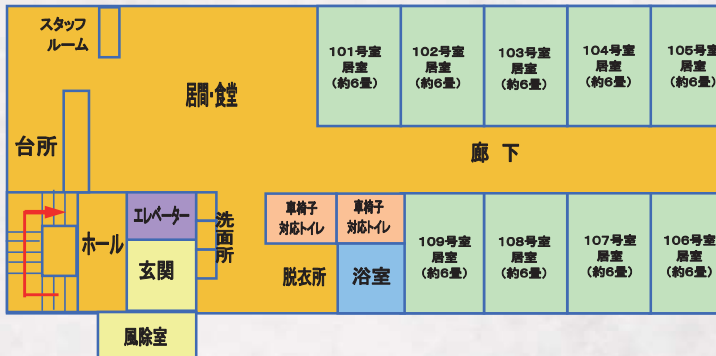 スタッフ
ルーム
101号室
居室
（約6畳）
102号室
居室
（約6畳）
103号室
居室
（約6畳）
104号室
居室
（約6畳）
105号室
居室
（約6畳）
居間・食堂
台所
廊下
ホール
エレベーター
洗面所
玄関
風除室
車椅子
対応トイレ
車椅子
対応トイレ
脱衣所
浴室
109号室
居室
（約6畳）
108号室
居室
（約6畳）
107号室
居室
（約6畳）
106号室
居室
（約6畳）